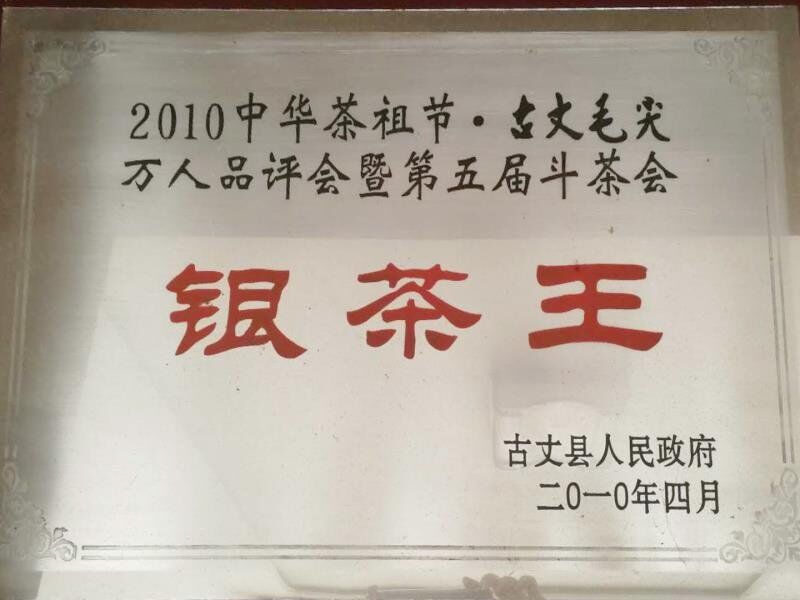 2010中华茶祖节·古丈毛尖
万人品评会暨第五届斗茶会
银茶王
古丈县人民政府
二〇一〇年四月